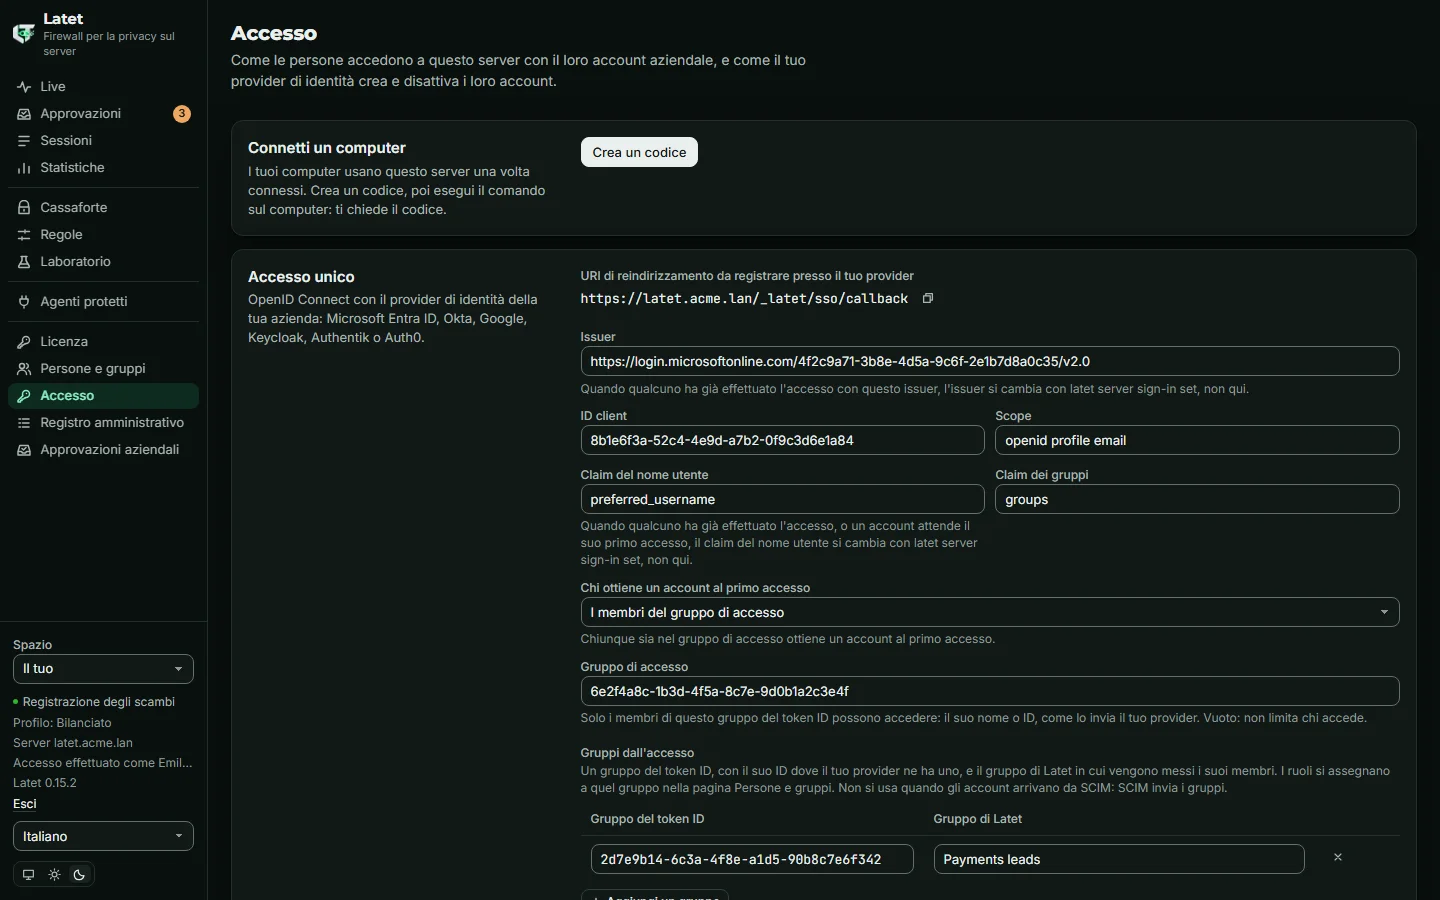 Latet
Firewall per la privacy sul
server
Live
Approvazioni
3
Sessioni
Statistiche
Cassaforte
Regole
Laboratorio
Agenti protetti
Licenza
Persone e gruppi
Accesso
Registro amministrativo
Approvazioni aziendali
Spazio
Il tuo
Registrazione degli scambi
Profilo: Bilanciato
Server latet.acme.lan
Accesso effettuato come Emil...
Latet 0.15.2
Esci
Italiano
Accesso
Come le persone accedono a questo server con il loro account aziendale, e come il tuo
provider di identità crea e disattiva i loro account.
Connetti un computer
I tuoi computer usano questo server una volta
connessi. Crea un codice, poi esegui il comando
sul computer: ti chiede il codice.
Crea un codice
Accesso unico
OpenID Connect con il provider di identità della
tua azienda: Microsoft Entra ID, Okta, Google,
Keycloak, Authentik o Auth0.
URI di reindirizzamento da registrare presso il tuo provider
https://latet.acme.lan/_latet/sso/callback
Issuer
https://login.microsoftonline.com/4f2c9a71-3b8e-4d5a-9c6f-2e1b7d8a0c35/v2.0
Quando qualcuno ha già effettuato l'accesso con questo issuer, l'issuer si cambia con latet server sign-in set, non qui.
ID client
Scope
8b1e6f3a-52c4-4e9d-a7b2-0f9c3d6e1a84
openid profile email
Claim del nome utente
Claim dei gruppi
preferred_username
groups
Quando qualcuno ha già effettuato l'accesso, o un account attende il
suo primo accesso, il claim del nome utente si cambia con latet server
sign-in set, non qui.
Chi ottiene un account al primo accesso
I membri del gruppo di accesso
Chiunque sia nel gruppo di accesso ottiene un account al primo accesso.
Gruppo di accesso
6e2f4a8c-1b3d-4f5a-8c7e-9d0b1a2c3e4f
Solo i membri di questo gruppo del token ID possono accedere: il suo nome o ID, come lo invia il tuo provider. Vuoto: non limita chi accede.
Gruppi dall'accesso
Un gruppo del token ID, con il suo ID dove il tuo provider ne ha uno, e il gruppo di Latet in cui vengono messi i suoi membri. I ruoli si assegnano
a quel gruppo nella pagina Persone e gruppi. Non si usa quando gli account arrivano da SCIM: SCIM invia i gruppi.
Gruppo del token ID
Gruppo di Latet
2d7e9b14-6c3a-4f8e-a1d5-90b8c7e6f342
Payments leads
+ Aggiungi un gruppo